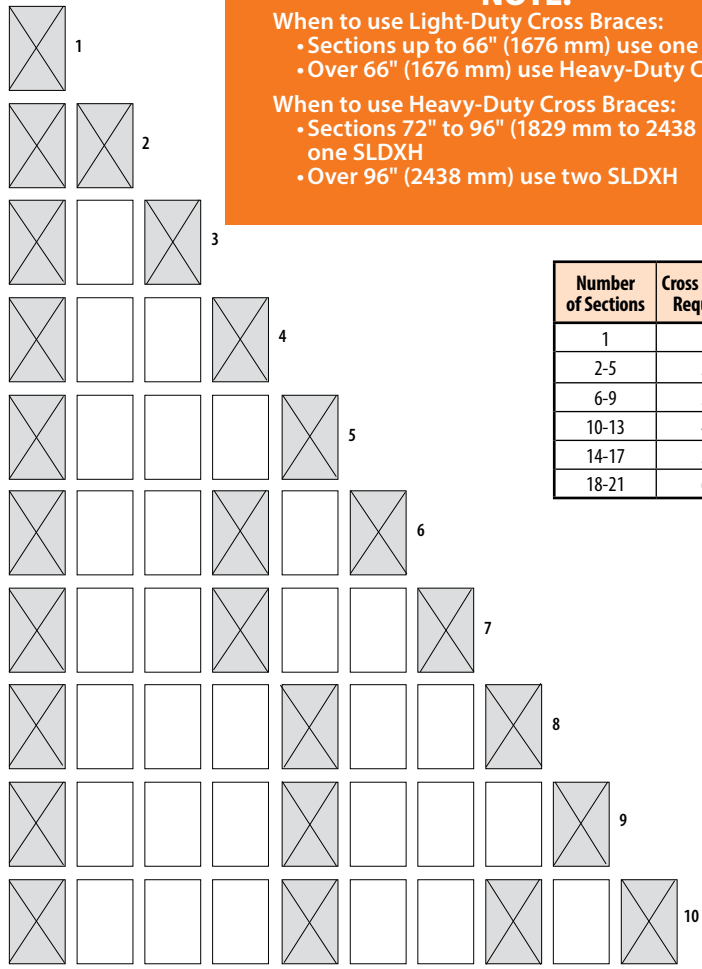 NOTE:
When to use Light-Duty Cross Braces:
• Sections up to 66" (1676 mm) use one
• Over 66" (1676 mm) use Heavy-Duty
When to use Heavy-Duty Cross Braces:
• Sections 72" to 96" (1829 mm to 2438
one SLDXH
• Over 96" (2438 mm) use two SLDXH
Number
of Sections
Cross
1
2-5
6-9
10-13
14-17
18-21
1
2
3
4
5
6
7
8
9
10